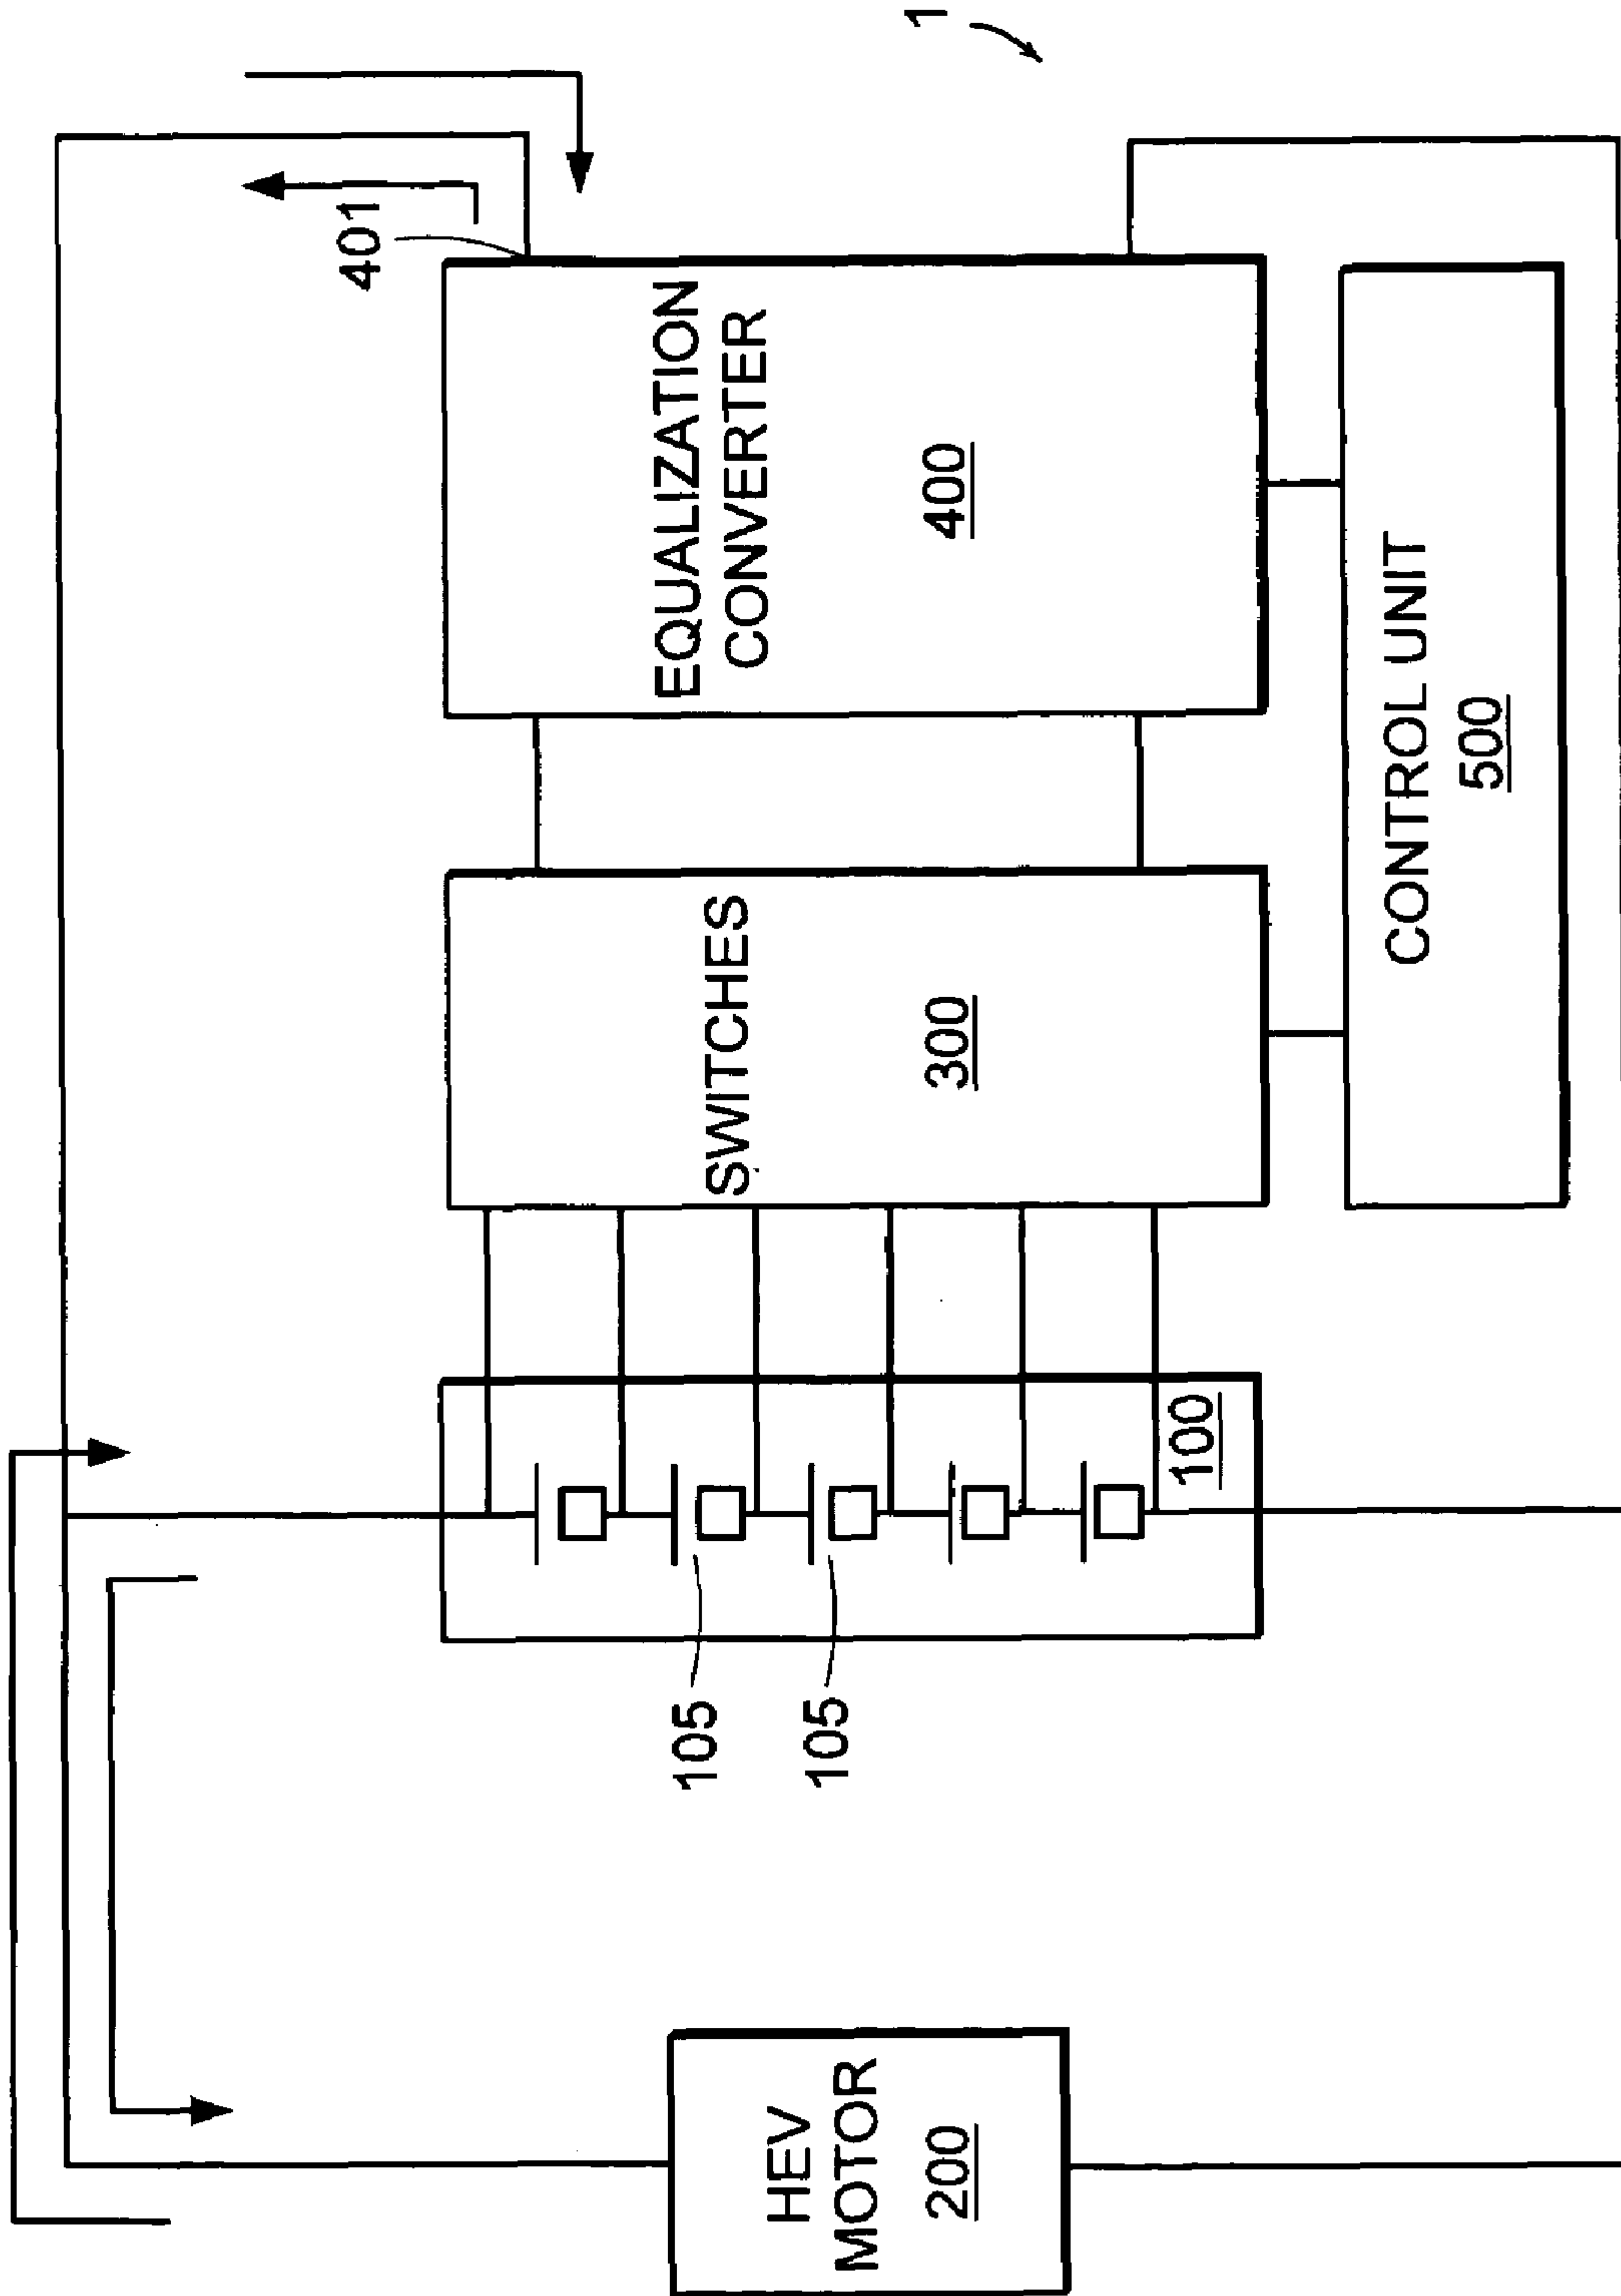 1
401
EQUALIZATION
CONVERTER
400
SWITCHES
300
CONTROL UNIT
500
100
105
105
HEV
MOTOR
200